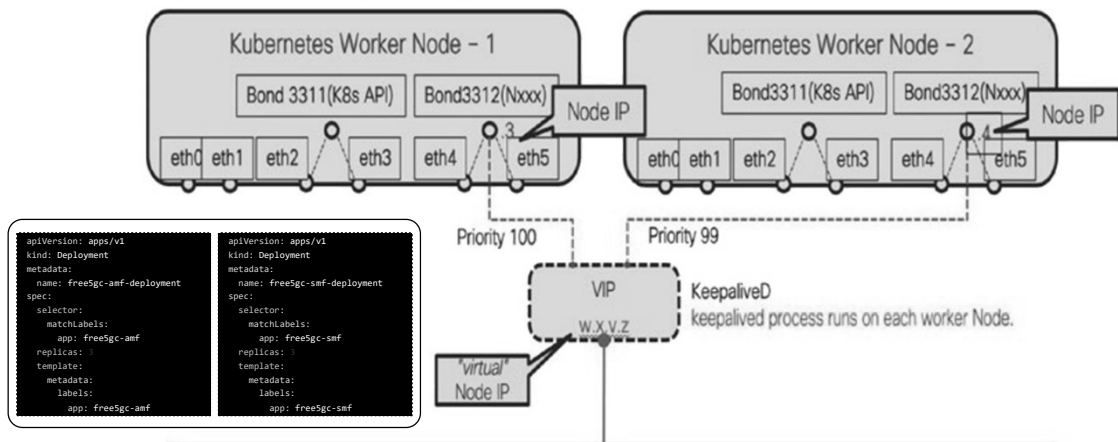 Kubernetes Worker Node - 1
Bond 3311(K8s API)
Bond3312(Nxxx)
Node IP
.3
eth0
eth1
eth2
eth3
eth4
eth5
Kubernetes Worker Node - 2
Bond3311(K8s API)
Bond3312(Nxxx)
Node IP
.4
eth0
eth1
eth2
eth3
eth4
eth5
Priority 100
Priority 99
VIP
W.X.V.Z
KeepaliveD
keepalived process runs on each worker Node.
"virtual"
Node IP
apiVersion: apps/v1
kind: Deployment
metadata:
name: free5gc-amf-deployment
spec:
selector:
matchLabels:
app: free5gc-amf
replicas: 3
template:
metadata:
labels:
app: free5gc-amf
apiVersion: apps/v1
kind: Deployment
metadata:
name: free5gc-smf-deployment
spec:
selector:
matchLabels:
app: free5gc-smf
replicas: 3
template:
metadata:
labels:
app: free5gc-smf